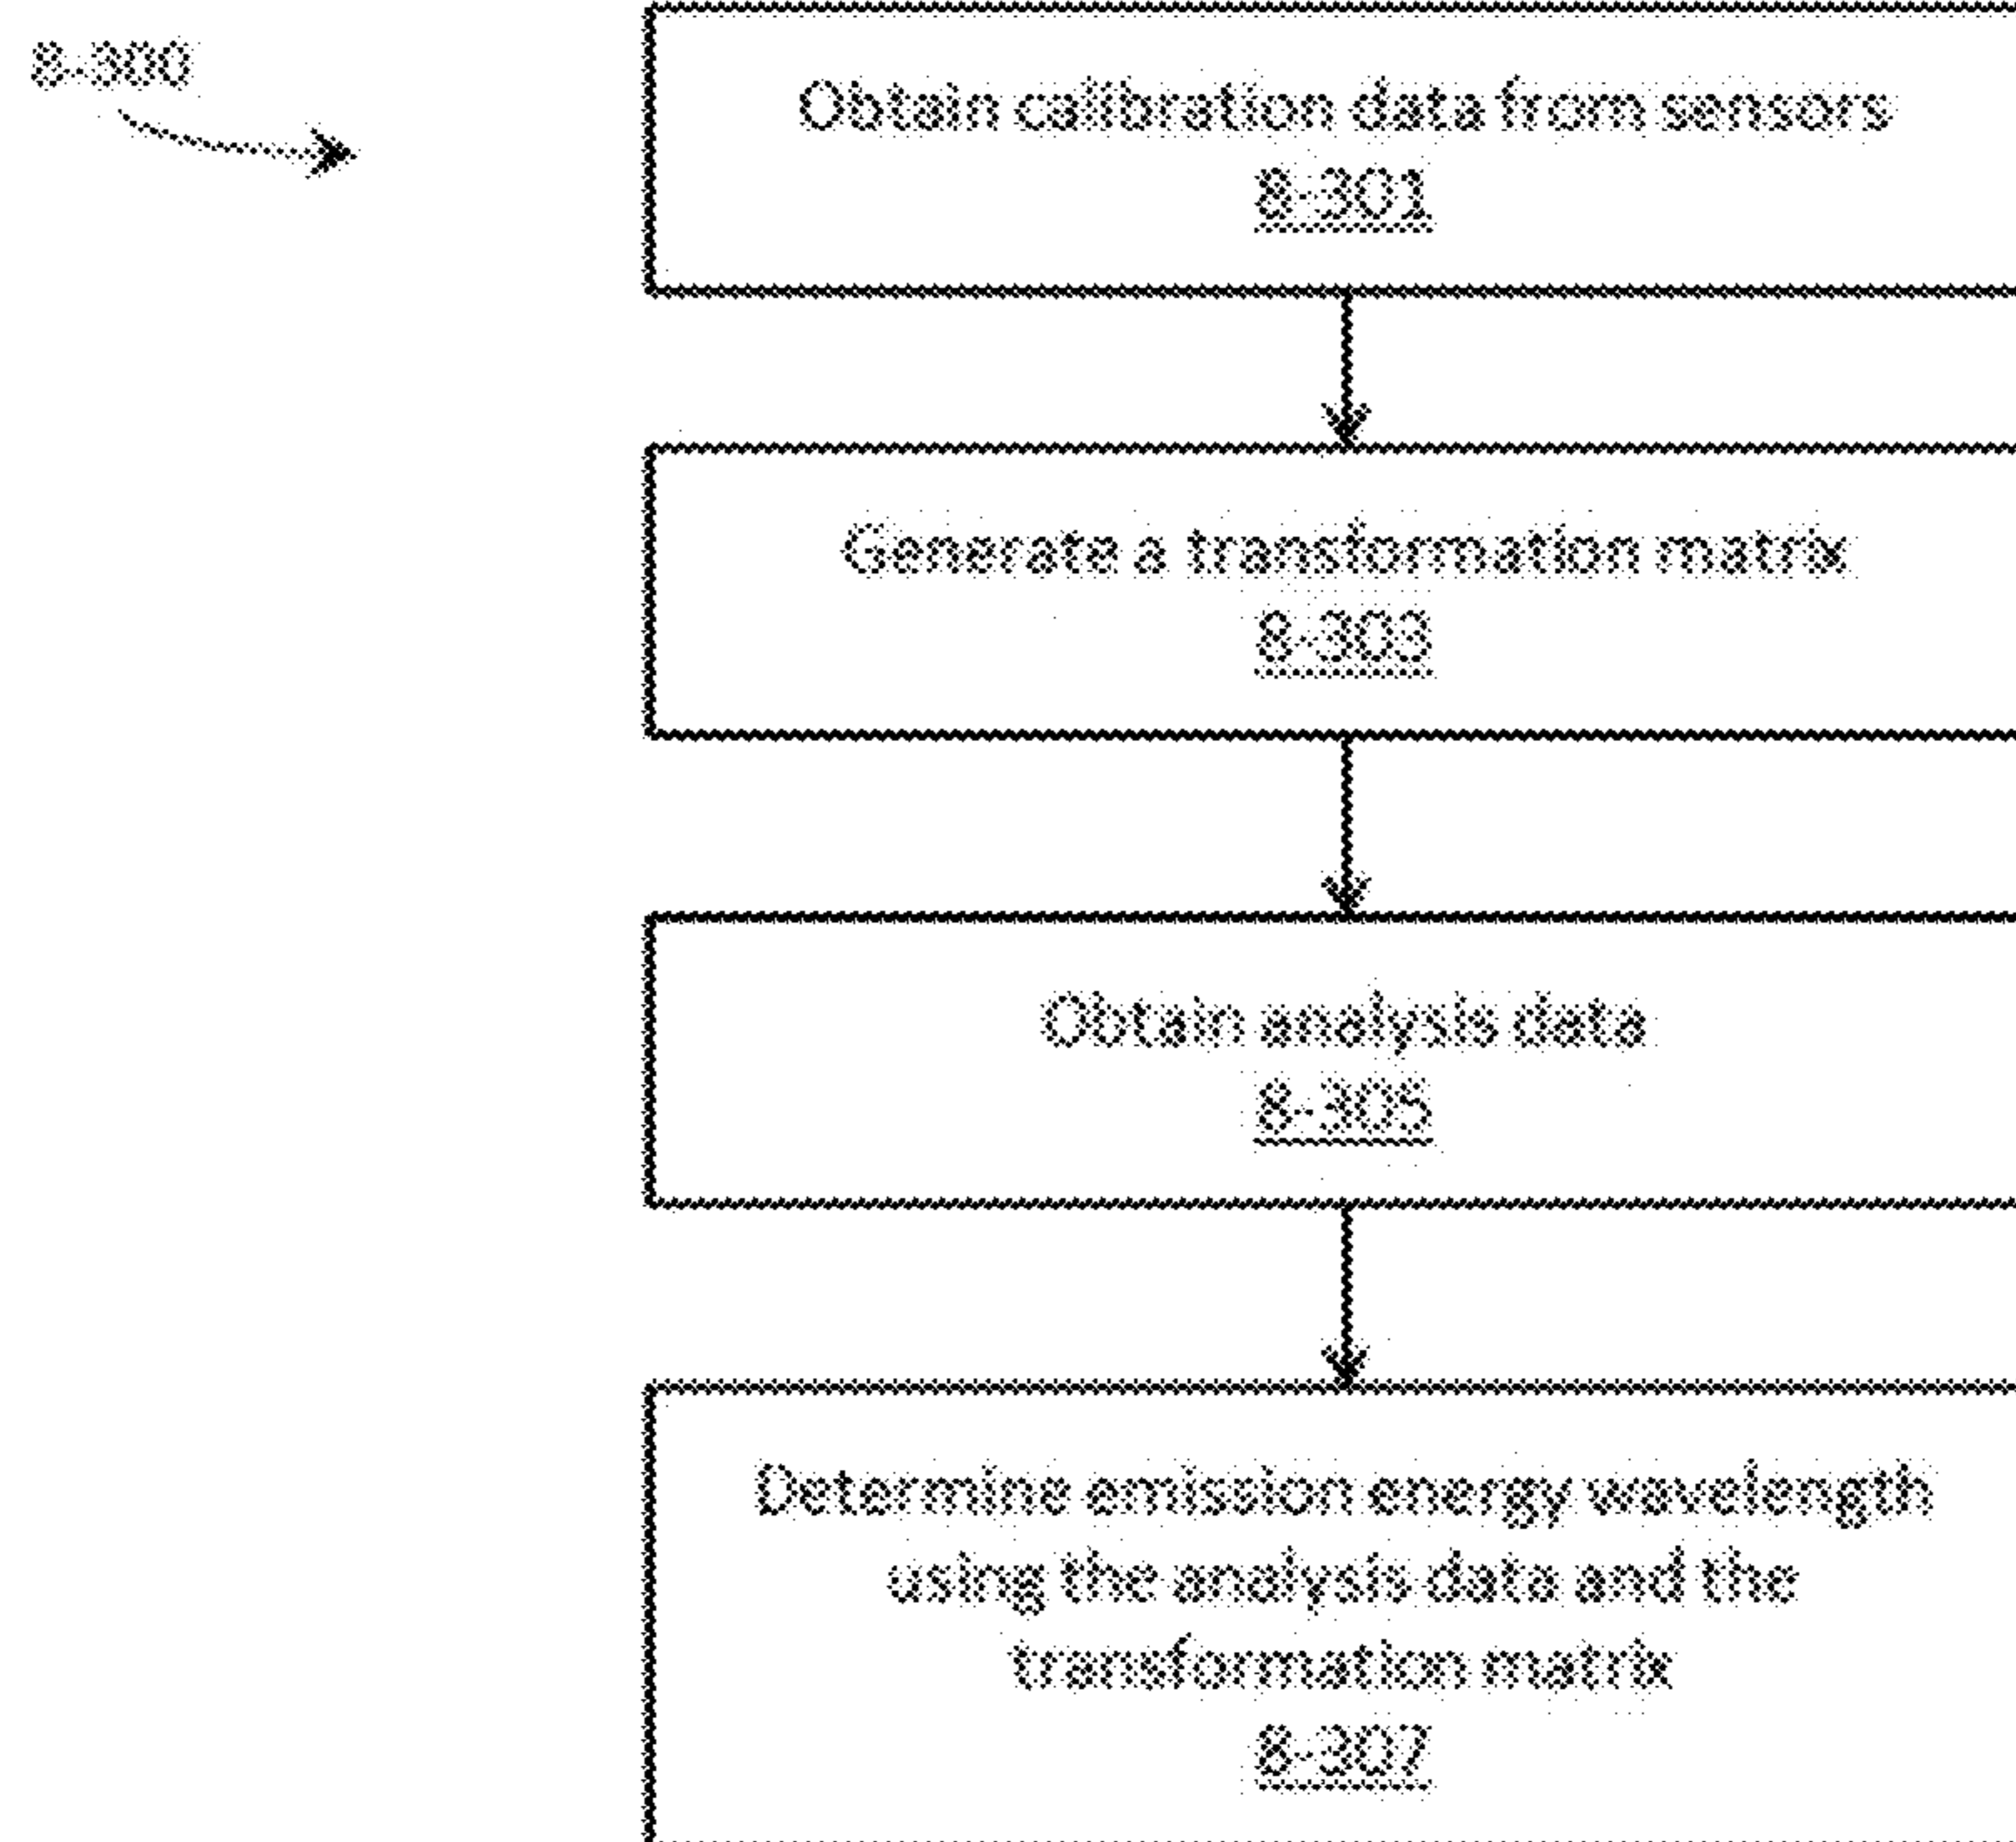 8-300
Obtain calibration data from sensors
8-301
Generate a transformation matrix
8-303
Obtain analysis data
8-305
Determine emission energy wavelength
using the analysis data and the
transformation matrix
8-307